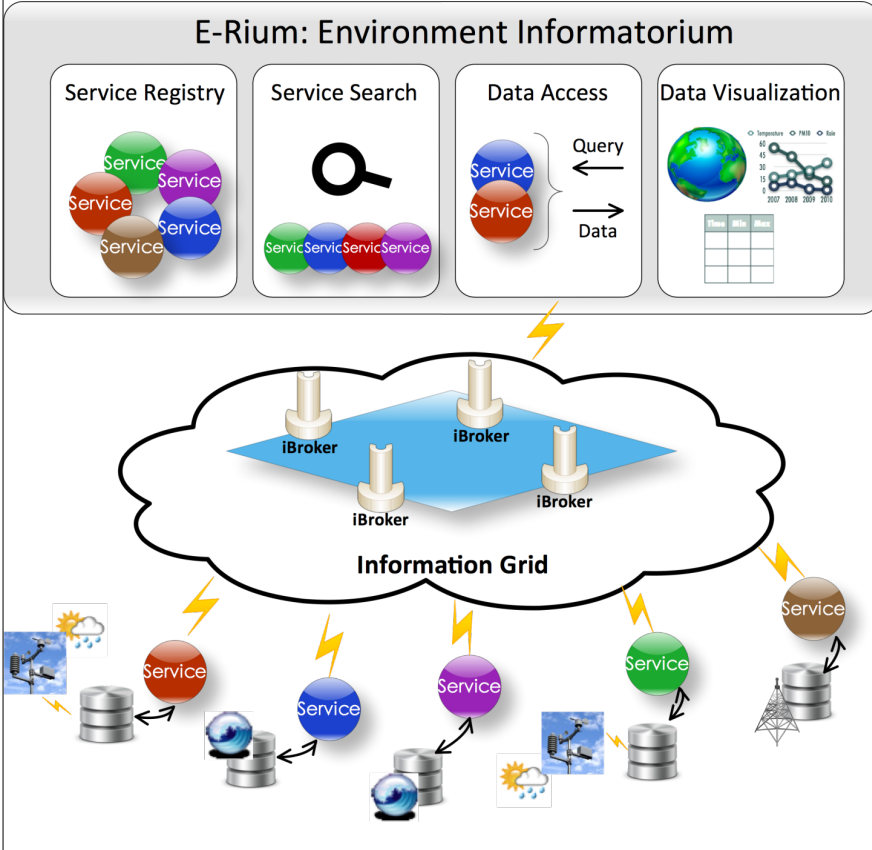 E-Rium: Environment Informatorium
Service Registry
Service
Service
Service
Service
Service
Service Search
Servic
Servic
Servic
Service
Data Access
Service
Service
Query
Data
Data Visualization
Temperature PM10 Rain
60
45
30
15
0
2007 2008 2009 2010
Time Min Max
iBroker
iBroker
iBroker
iBroker
Information Grid
Service
Service
Service
Service
Service